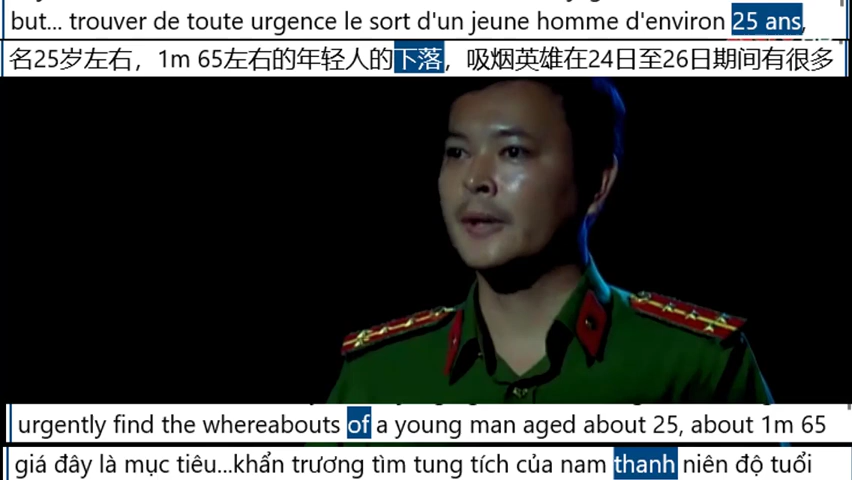 but... trouver de toute urgence le sort d'un jeune homme d'environ 25 ans,
名25岁左右，1m 65左右的年轻人的下落，吸烟英雄在24日至26日期间有很多
urgently find the whereabouts of a young man aged about 25, about 1m 65
giá đây là mục tiêu...khẩn trương tìm tung tích của nam thanh niên độ tuổi